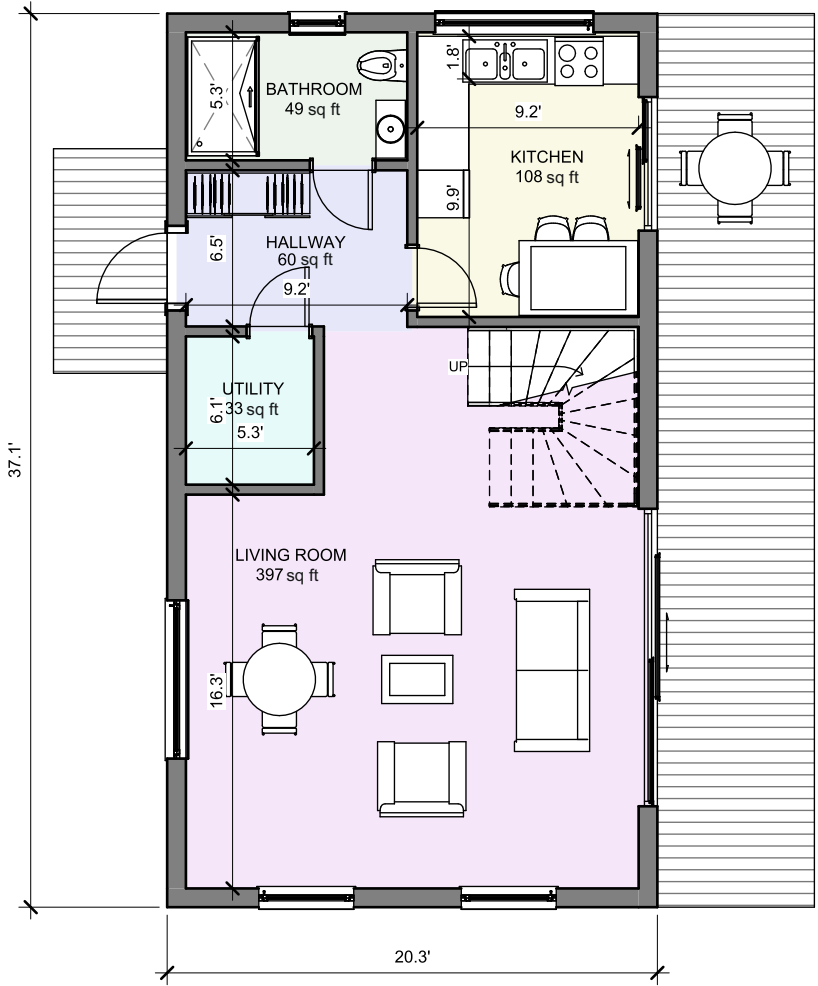 1.8'
BATHROOM
49 sq ft
5.3'
9.2'
KITCHEN
108 sq ft
9.9'
HALLWAY
60 sq ft
6.5'
9.2'
UP
UTILITY
33 sq ft
6.1'
5.3'
37.1'
LIVING ROOM
397 sq ft
16.3'
20.3'